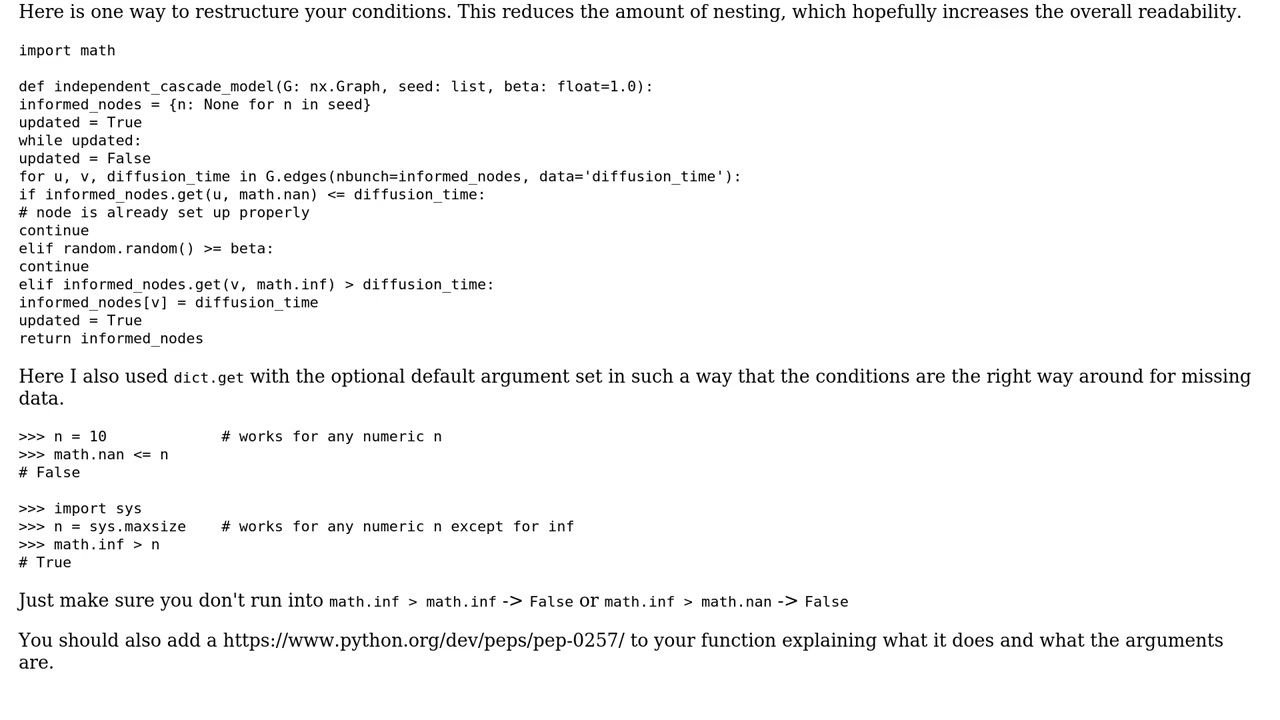 Here is one way to restructure your conditions. This reduces the amount of nesting, which hopefully increases the overall readability.
import math
def independent_cascade_model(G: nx.Graph, seed: list, beta: float=1.0):
informed_nodes = {n: None for n in seed}
updated = True
while updated:
updated = False
for u, v, diffusion_time in G.edges(nbunch=informed_nodes, data='diffusion_time'):
if informed_nodes.get(u, math.nan) <= diffusion_time:
# node is already set up properly
continue
elif random.random() >= beta:
continue
elif informed_nodes.get(v, math.inf) > diffusion_time:
informed_nodes[v] = diffusion_time
updated = True
return informed_nodes
Here I also used dict.get with the optional default argument set in such a way that the conditions are the right way around for missing
data.
>>> n = 10             # works for any numeric n
>>> math.nan <= n
# False
>>> import sys
>>> n = sys.maxsize    # works for any numeric n except for inf
>>> math.inf > n
# True
Just make sure you don't run into math.inf > math.inf -> False or math.inf > math.nan -> False
You should also add a https://www.python.org/dev/peps/pep-0257/ to your function explaining what it does and what the arguments
are.